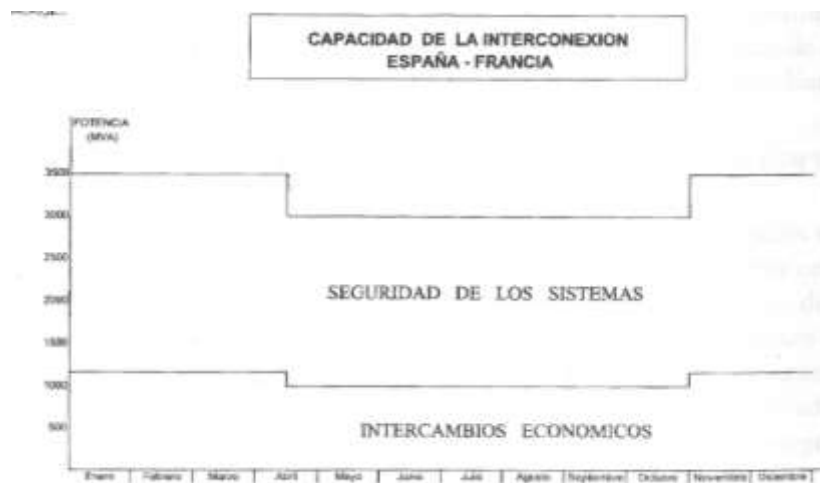 CAPACIDAD DE LA INTERCONEXION
ESPAÑA - FRANCIA
POTENCIA
(MVA)
3500
3000
2500
2000
1500
1000
500
SEGURIDAD DE LOS SISTEMAS
INTERCAMBIOS ECONOMICOS
Enero Febrero Marzo Abril Mayo Junio Julio Agosto Septiembre Octubre Noviembre Diciembre